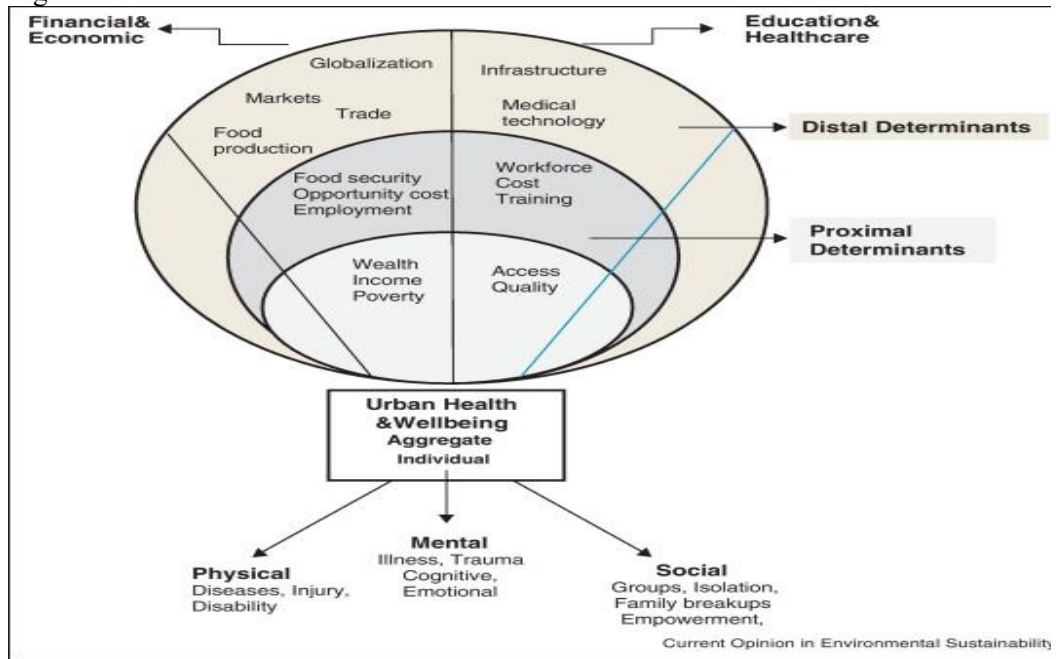 Financial&
Economic
Education&
Healthcare
Globalization
Infrastructure
Markets
Trade
Medical
technology
Food
production
Distal Determinants
Food security
Opportunity cost
Employment
Workforce
Cost
Training
Proximal
Determinants
Wealth
Income
Poverty
Access
Quality
Urban Health
&Wellbeing
Aggregate
Individual
Physical
Diseases, Injury,
Disability
Mental
Illness, Trauma
Cognitive,
Emotional
Social
Groups, Isolation,
Family breakups
Empowerment,
Current Opinion in Environmental Sustainability